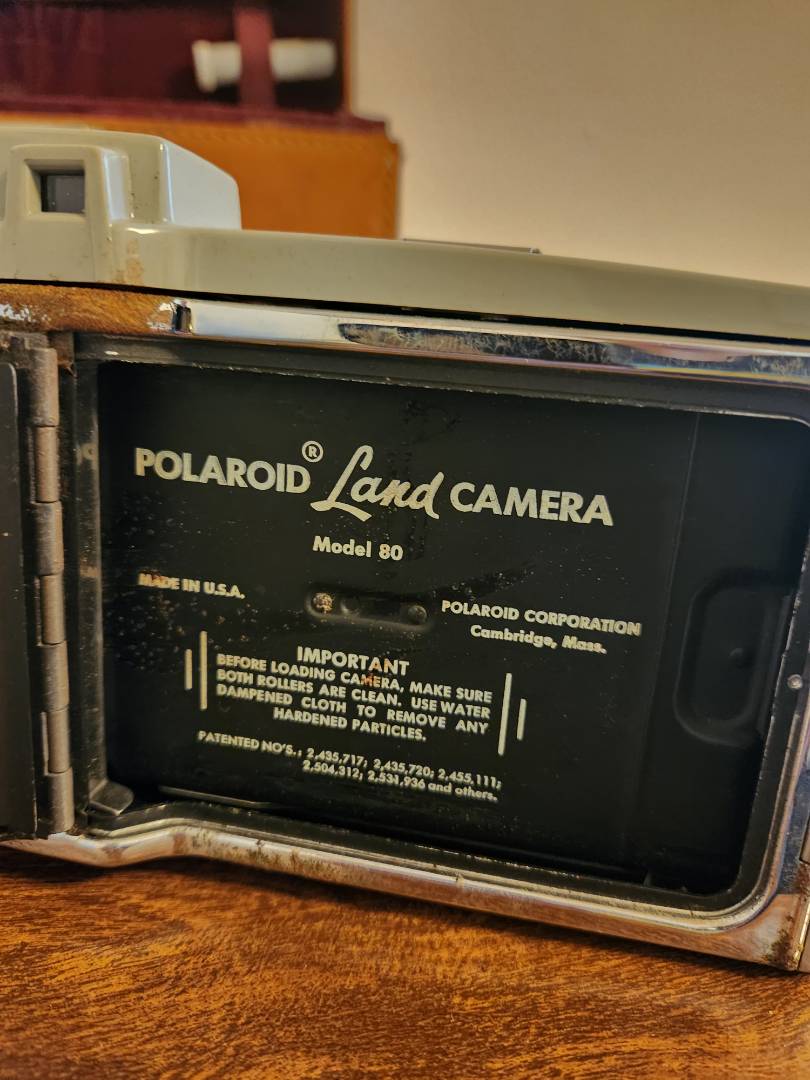 POLAROID® Land CAMERA
Model 80
MADE IN U.S.A.
POLAROID CORPORATION
Cambridge, Mass.
IMPORTANT
BEFORE LOADING CAMERA, MAKE SURE
BOTH ROLLERS ARE CLEAN. USE WATER
DAMPENED CLOTH TO REMOVE ANY
HARDENED PARTICLES.
PATENTED NO'S.; 2,435,717; 2,435,720; 2,455,111;
2,504,312; 2,531,936 and others.